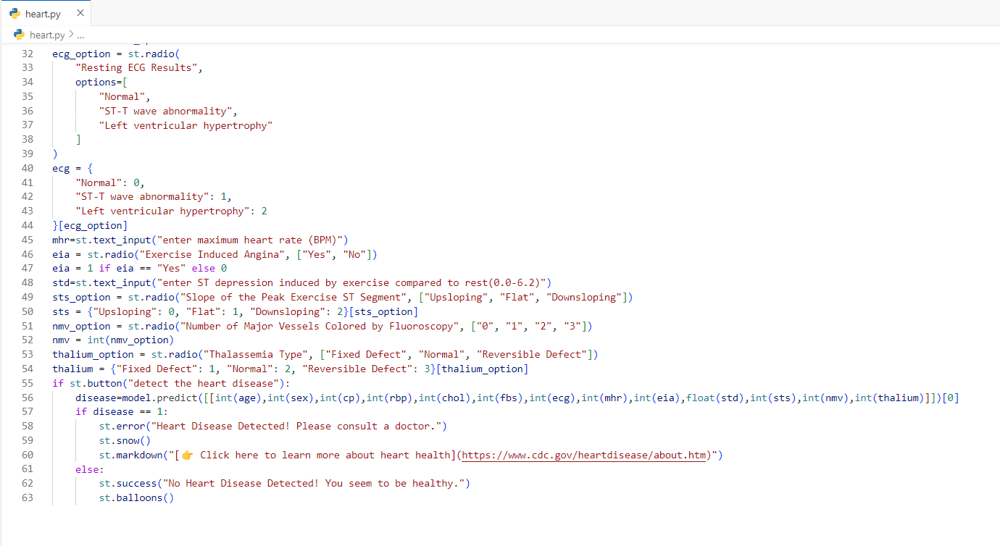 heart.py
heart.py > ...
32 ecg_option = st.radio(
33     "Resting ECG Results",
34     options=[
35         "Normal",
36         "ST-T wave abnormality",
37         "Left ventricular hypertrophy"
38     ]
39 )
40 ecg = {
41     "Normal": 0,
42     "ST-T wave abnormality": 1,
43     "Left ventricular hypertrophy": 2
44 }[ecg_option]
45 mhr=st.text_input("enter maximum heart rate (BPM)")
46 eia = st.radio("Exercise Induced Angina", ["Yes", "No"])
47 eia = 1 if eia == "Yes" else 0
48 std=st.text_input("enter ST depression induced by exercise compared to rest(0.0-6.2)")
49 sts_option = st.radio("Slope of the Peak Exercise ST Segment", ["Upsloping", "Flat", "Downsloping"])
50 sts = {"Upsloping": 0, "Flat": 1, "Downsloping": 2}[sts_option]
51 nmv_option = st.radio("Number of Major Vessels Colored by Fluoroscopy", ["0", "1", "2", "3"])
52 nmv = int(nmv_option)
53 thalium_option = st.radio("Thalassemia Type", ["Fixed Defect", "Normal", "Reversible Defect"])
54 thalium = {"Fixed Defect": 1, "Normal": 2, "Reversible Defect": 3}[thalium_option]
55 if st.button("detect the heart disease"):
56     disease=model.predict([[int(age),int(sex),int(cp),int(rbp),int(chol),int(fbs),int(ecg),int(mhr),int(eia),float(std),int(sts),int(nmv),int(thalium)]])[0]
57     if disease == 1:
58         st.error("Heart Disease Detected! Please consult a doctor.")
59         st.snow()
60         st.markdown("[👉 Click here to learn more about heart health](https://www.cdc.gov/heartdisease/about.htm)")
61     else:
62         st.success("No Heart Disease Detected! You seem to be healthy.")
63         st.balloons()